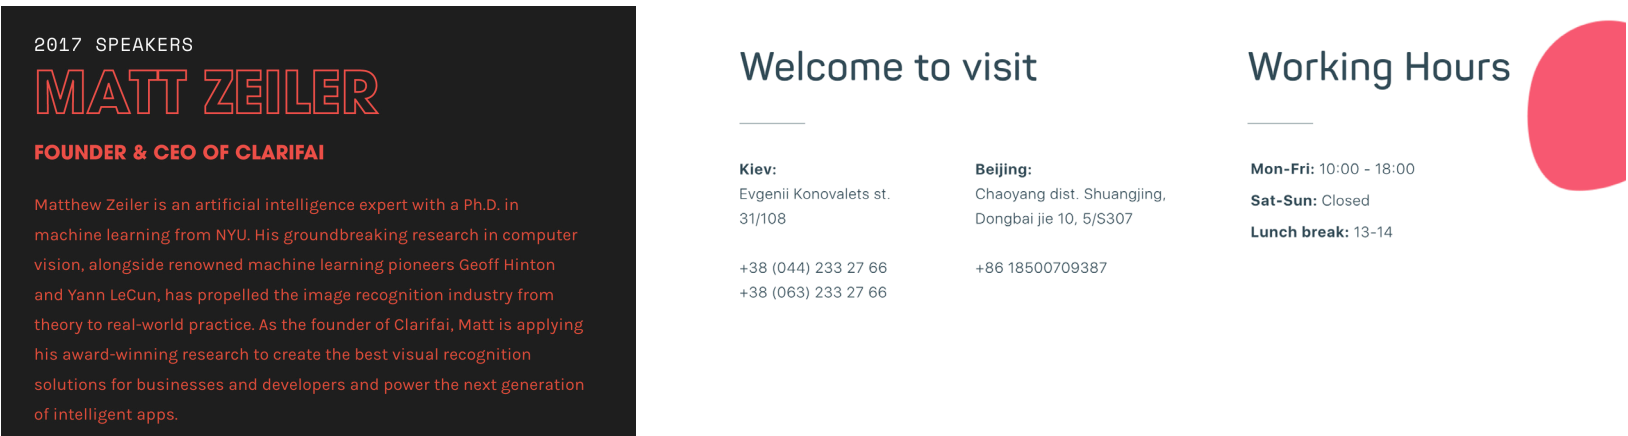 2017 SPEAKERS
MATT ZEILER
FOUNDER & CEO OF CLARIFAI
Matthew Zeiler is an artificial intelligence expert with a Ph.D. in
machine learning from NYU. His groundbreaking research in computer
vision, alongside renowned machine learning pioneers Geoff Hinton
and Yann LeCun, has propelled the image recognition industry from
theory to real-world practice. As the founder of Clarifai, Matt is applying
his award-winning research to create the best visual recognition
solutions for businesses and developers and power the next generation
of intelligent apps.
Welcome to visit
Kiev:
Evgenii Konovalets st.
31/108
+38 (044) 233 27 66
+38 (063) 233 27 66
Beijing:
Chaoyang dist. Shuangjing,
Dongbai jie 10, 5/S307
+86 18500709387
Working Hours
Mon-Fri: 10:00 - 18:00
Sat-Sun: Closed
Lunch break: 13-14